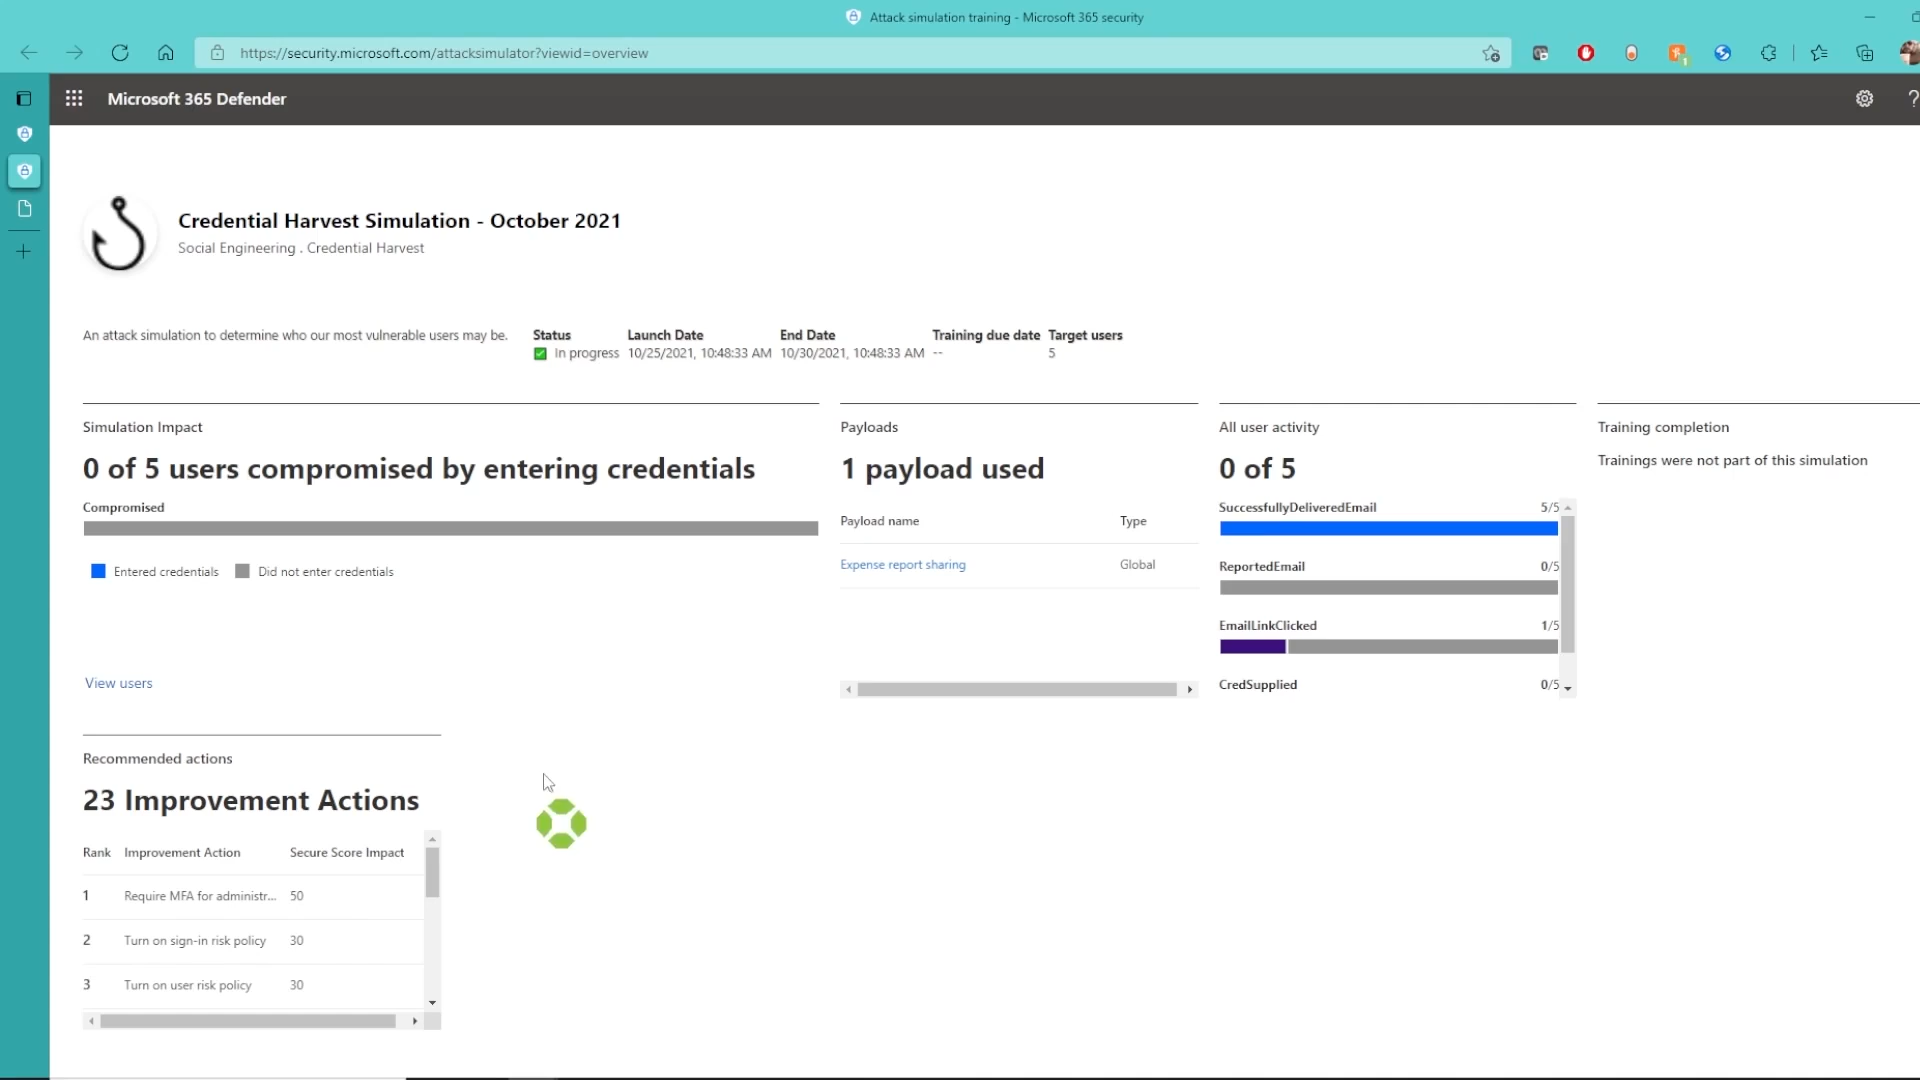 Attack simulation training - Microsoft 365 security
https://security.microsoft.com/attacksimulator?viewid=overview
Microsoft 365 Defender
?
Credential Harvest Simulation - October 2021
Social Engineering . Credential Harvest
An attack simulation to determine who our most vulnerable users may be.
Status Launch Date End Date Training due date Target users
In progress 10/25/2021, 10:48:33 AM 10/30/2021, 10:48:33 AM -- 5
Simulation Impact
0 of 5 users compromised by entering credentials
Compromised
Entered credentials Did not enter credentials
View users
Payloads
1 payload used
Payload name Type
Expense report sharing Global
All user activity
0 of 5
SuccessfullyDeliveredEmail 5/5
ReportedEmail 0/5
EmailLinkClicked 1/5
CredSupplied 0/5
Training completion
Trainings were not part of this simulation
Recommended actions
23 Improvement Actions
Rank Improvement Action Secure Score Impact
1 Require MFA for administr... 50
2 Turn on sign-in risk policy 30
3 Turn on user risk policy 30